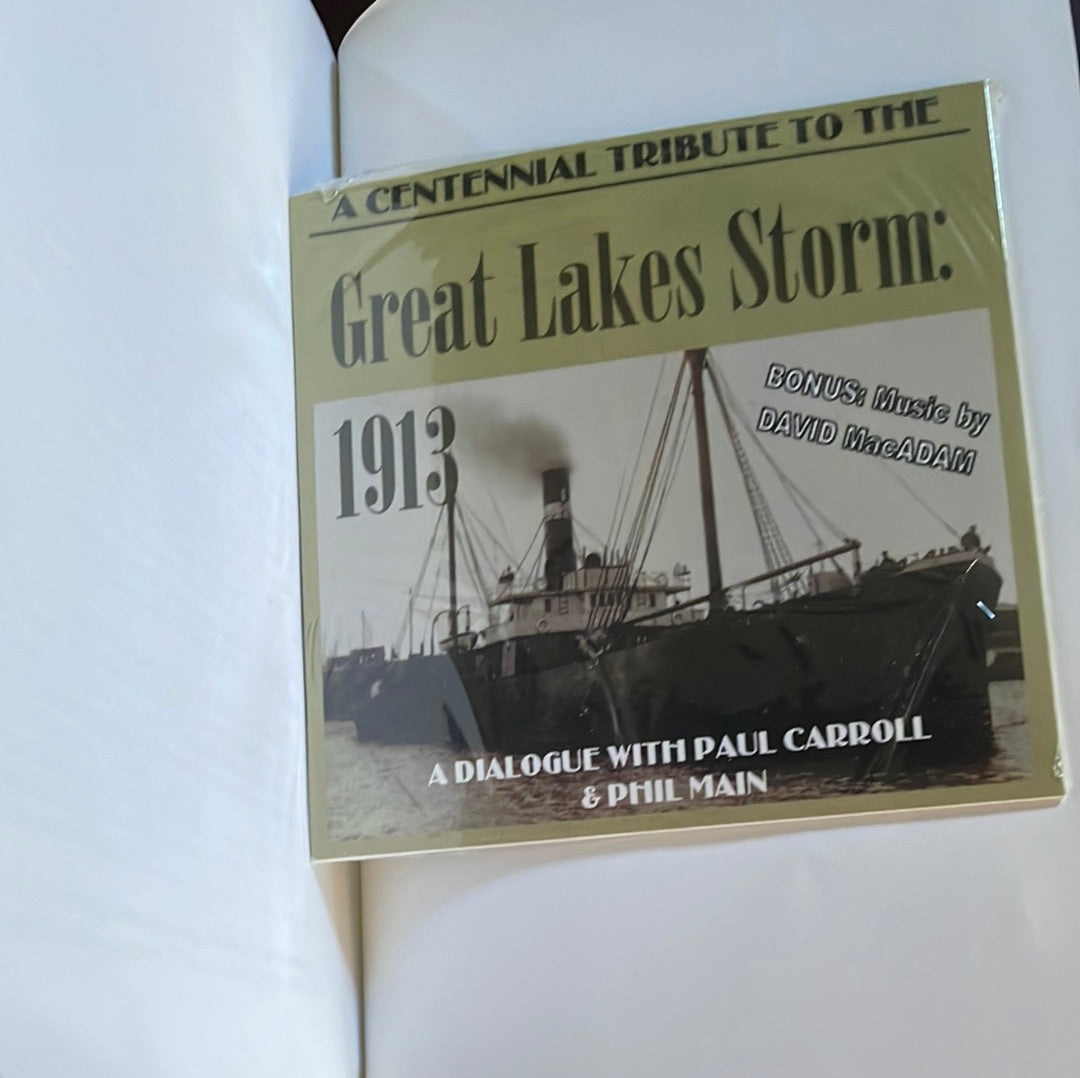 A CENTENNIAL TRIBUTE TO THE
Great Lakes Storm:
1913
BONUS: Music by
DAVID MacADAM
A DIALOGUE WITH PAUL CARROLL
& PHIL MAIN